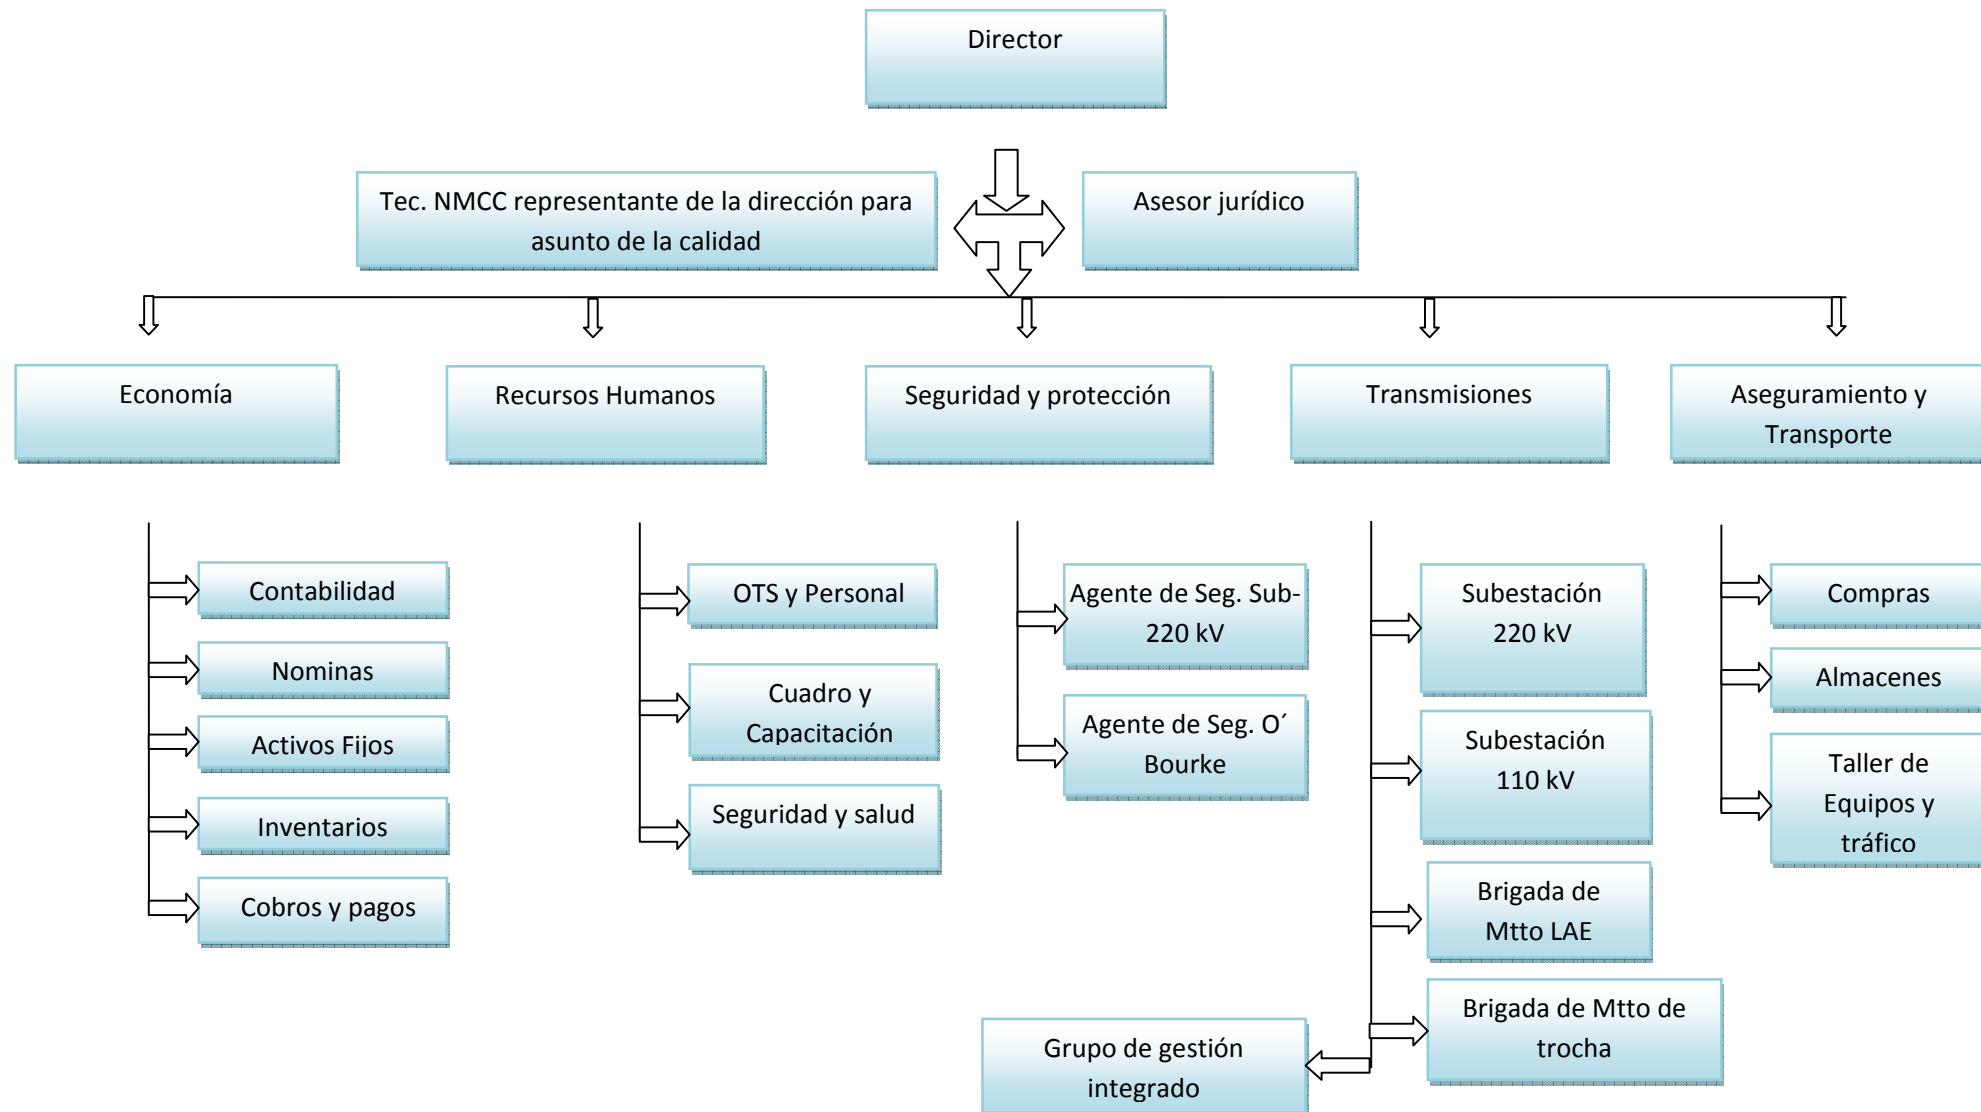 Director
Tec. NMCC representante de la dirección para
asunto de la calidad
Asesor jurídico
Economía
Recursos Humanos
Seguridad y protección
Transmisiones
Aseguramiento y
Transporte
Contabilidad
Nominas
Activos Fijos
Inventarios
Cobros y pagos
OTS y Personal
Cuadro y
Capacitación
Seguridad y salud
Agente de Seg. Sub-
220 kV
Agente de Seg. O´
Bourke
Subestación
220 kV
Subestación
110 kV
Brigada de
Mtto LAE
Brigada de Mtto de
trocha
Grupo de gestión
integrado
Compras
Almacenes
Taller de
Equipos y
tráfico